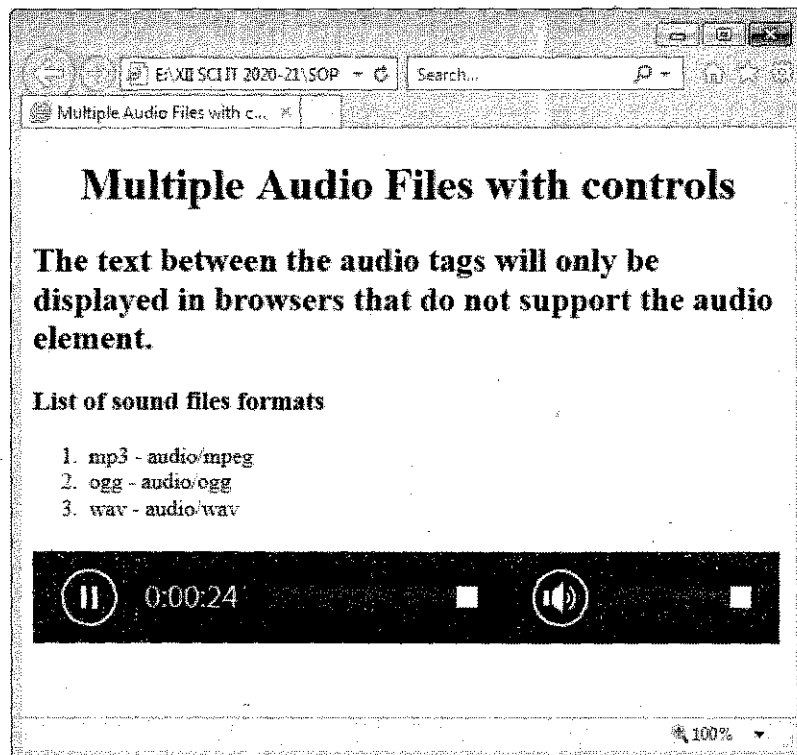 E:\XII SCI IT 2020-21\SOP
Search...
Multiple Audio Files with c...
Multiple Audio Files with controls
The text between the audio tags will only be
displayed in browsers that do not support the audio
element.
List of sound files formats
1. mp3 - audio/mpeg
2. ogg - audio/ogg
3. wav - audio/wav
0:00:24
100%